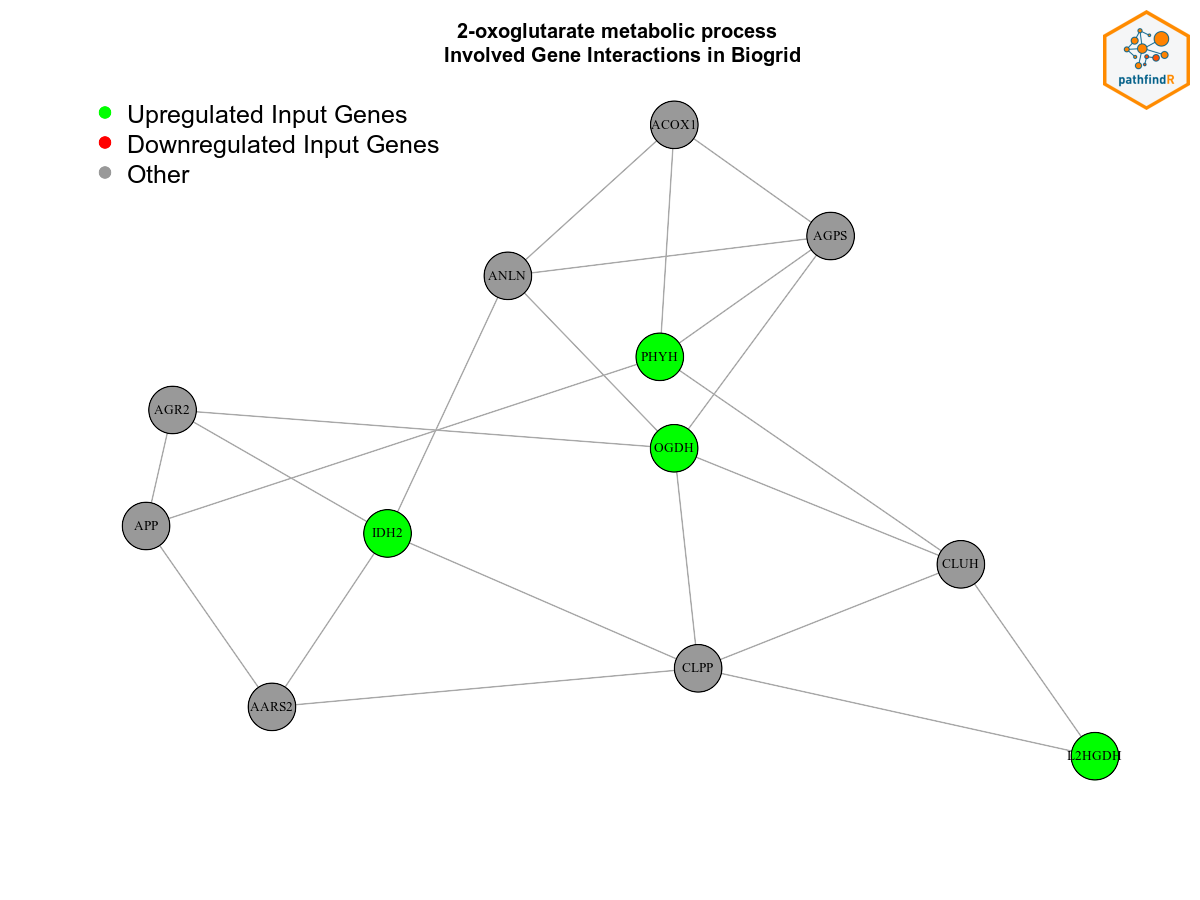 2-oxoglutarate metabolic process
Involved Gene Interactions in Biogrid
pathfindR
Upregulated Input Genes
Downregulated Input Genes
Other
ACOX1
AGPS
ANLN
PHYH
AGR2
OGDH
APP
IDH2
CLUH
CLPP
AARS2
L2HGDH